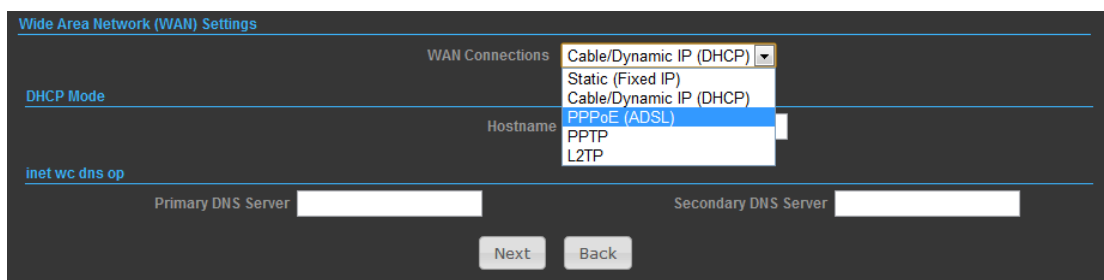 Wide Area Network (WAN) Settings
WAN Connections Cable/Dynamic IP (DHCP)
Static (Fixed IP)
Cable/Dynamic IP (DHCP)
DHCP Mode
PPPoE (ADSL)
Hostname
PPTP
L2TP
inet wc dns op
Primary DNS Server Secondary DNS Server
Next Back